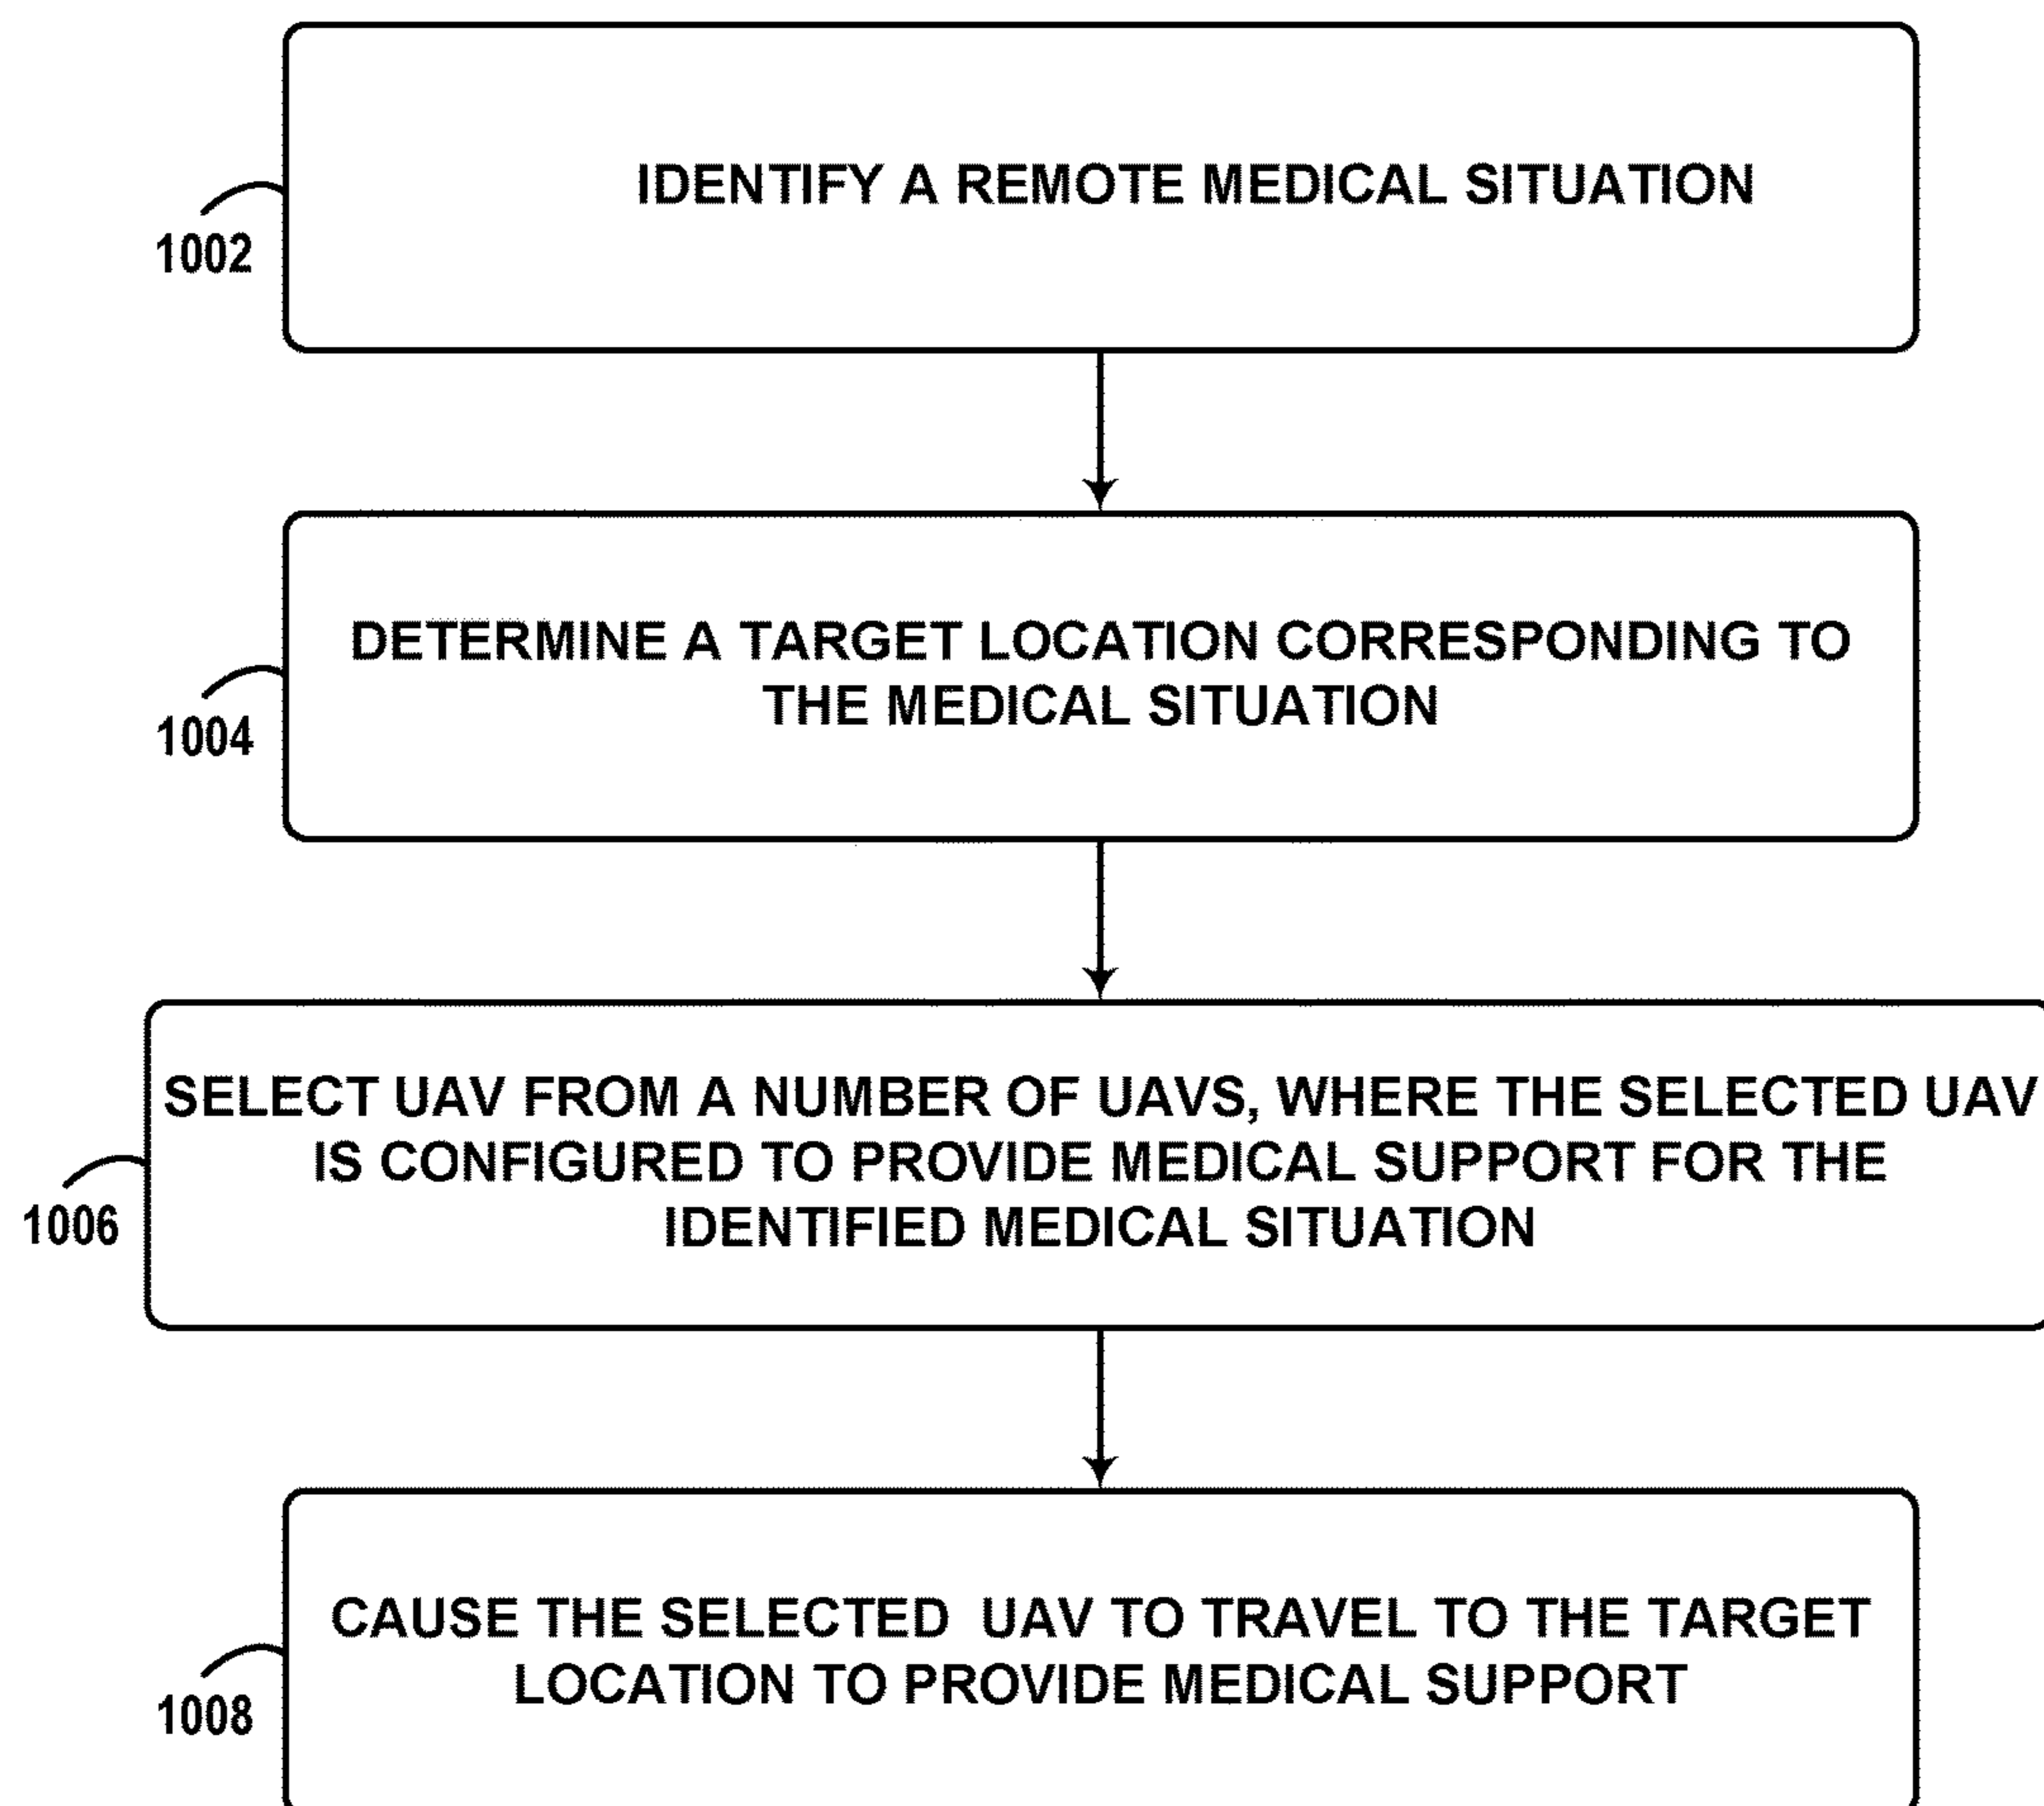 IDENTIFY A REMOTE MEDICAL SITUATION
1002
DETERMINE A TARGET LOCATION CORRESPONDING TO
THE MEDICAL SITUATION
1004
SELECT UAV FROM A NUMBER OF UAVS, WHERE THE SELECTED UAV
IS CONFIGURED TO PROVIDE MEDICAL SUPPORT FOR THE
IDENTIFIED MEDICAL SITUATION
1006
CAUSE THE SELECTED UAV TO TRAVEL TO THE TARGET
LOCATION TO PROVIDE MEDICAL SUPPORT
1008